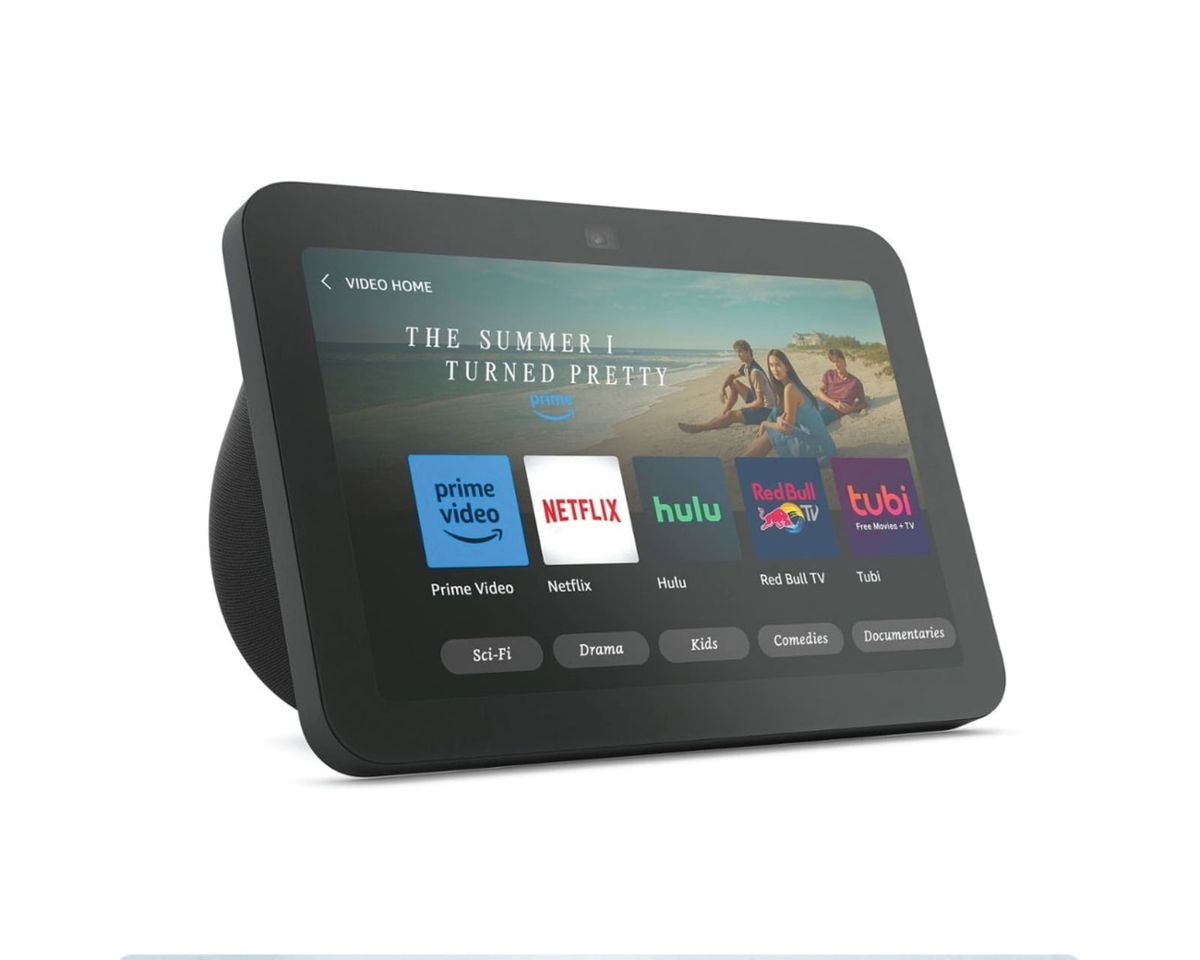 VIDEO HOME
THE SUMMER I
TURNED PRETTY
prime
prime
video
NETFLIX
hulu
Red Bull
TV
tubi
Free Movies + TV
Prime Video
Netflix
Hulu
Red Bull TV
Tubi
Sci-Fi
Drama
Kids
Comedies
Documentaries